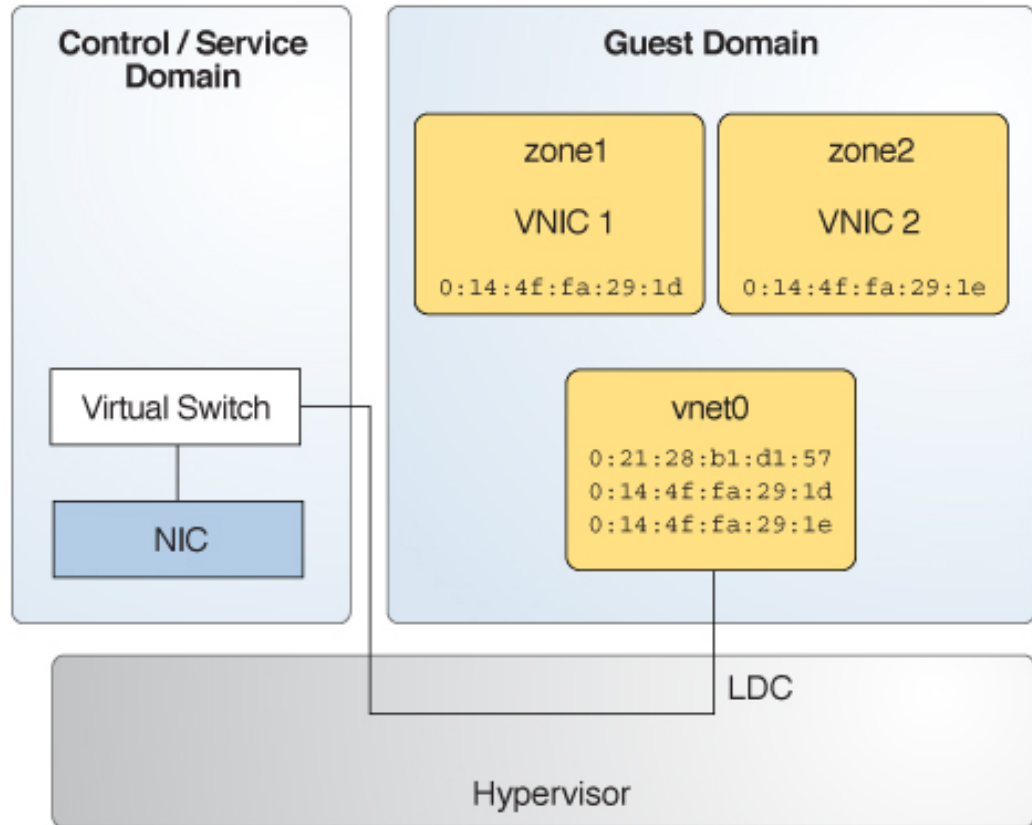 Control / Service
Domain
Virtual Switch
NIC
Guest Domain
zone1
VNIC 1
0:14:4f:fa:29:1d
zone2
VNIC 2
0:14:4f:fa:29:1e
vnet0
0:21:28:b1:d1:57
0:14:4f:fa:29:1d
0:14:4f:fa:29:1e
LDC
Hypervisor